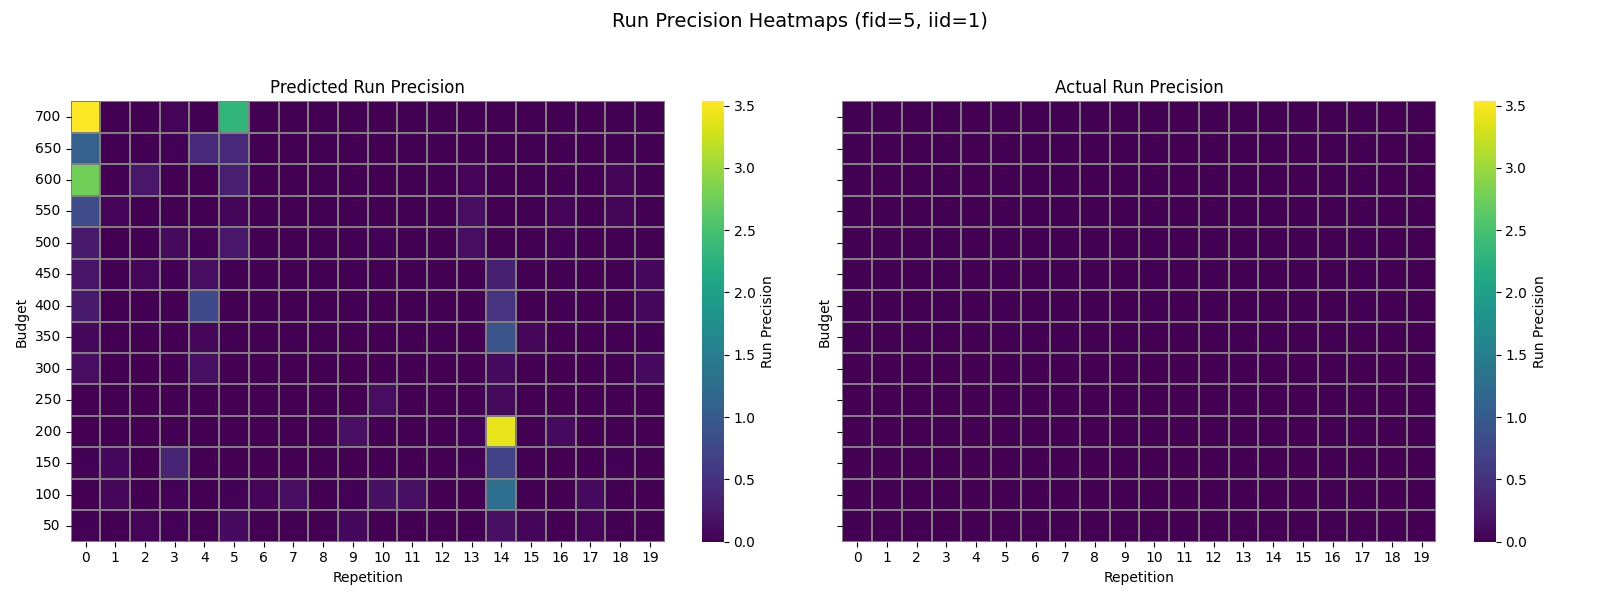 Run Precision Heatmaps (fid=5, iid=1)
Predicted Run Precision
700
650
600
550
500
450
400
350
300
250
200
150
100
50
Budget
0 1 2 3 4 5 6 7 8 9 10 11 12 13 14 15 16 17 18 19
Repetition
3.5
3.0
2.5
2.0
1.5
1.0
0.5
0.0
Run Precision
Actual Run Precision
Budget
0 1 2 3 4 5 6 7 8 9 10 11 12 13 14 15 16 17 18 19
Repetition
3.5
3.0
2.5
2.0
1.5
1.0
0.5
0.0
Run Precision